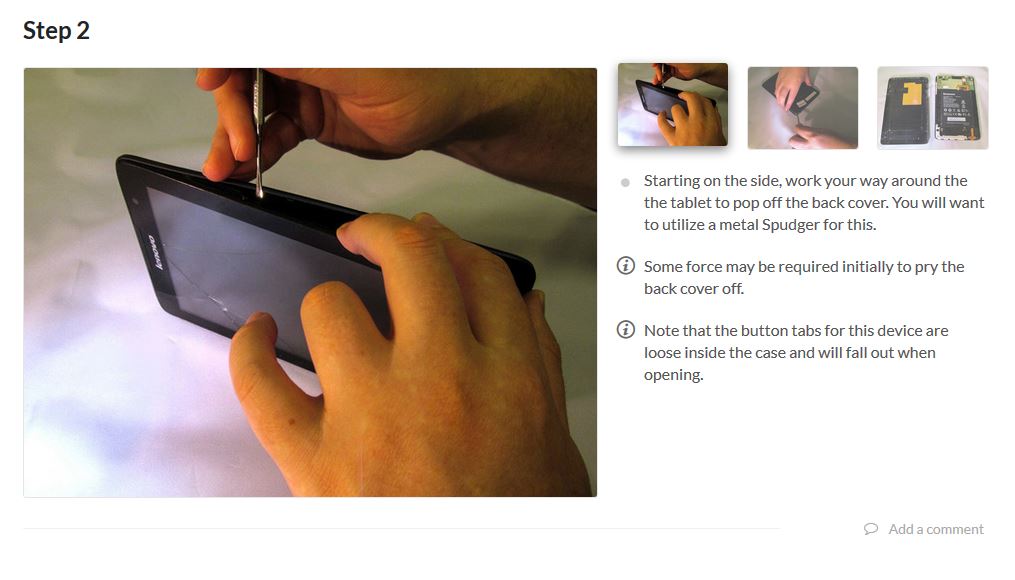 Step 2
lenovo
Starting on the side, work your way around the
the tablet to pop off the back cover. You will want
to utilize a metal Spudger for this.
Some force may be required initially to pry the
back cover off.
Note that the button tabs for this device are
loose inside the case and will fall out when
opening.
Add a comment